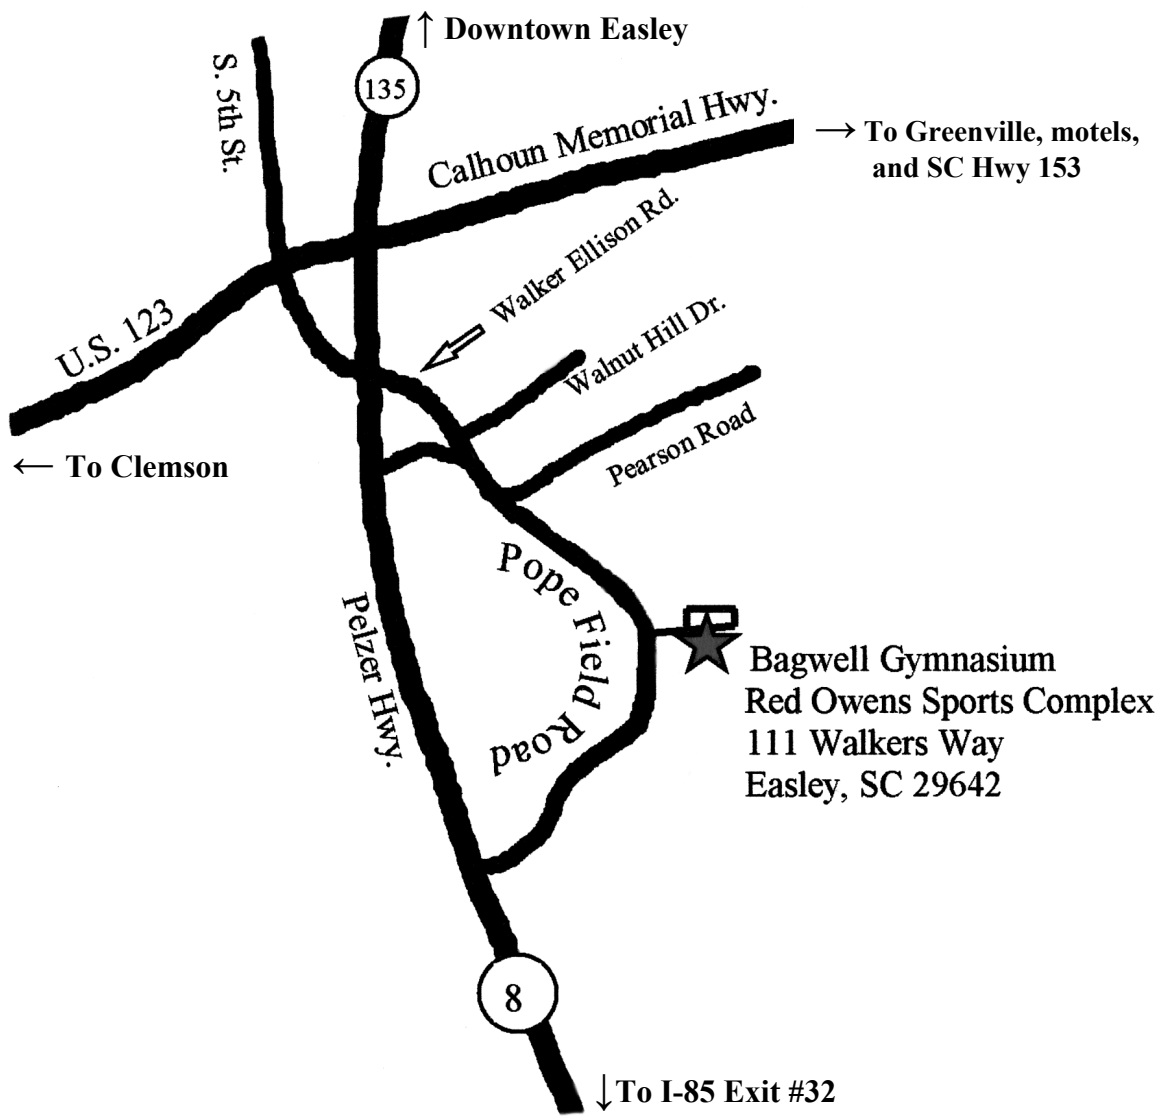 ↑ Downtown Easley
S. 5th St.
135
Calhoun Memorial Hwy.
→ To Greenville, motels,
and SC Hwy 153
Walker Ellison Rd.
U.S. 123
Walnut Hill Dr.
Pearson Road
← To Clemson
Pope Field Road
Pelzer Hwy.
Bagwell Gymnasium
Red Owens Sports Complex
111 Walkers Way
Easley, SC 29642
8
↓To I-85 Exit #32